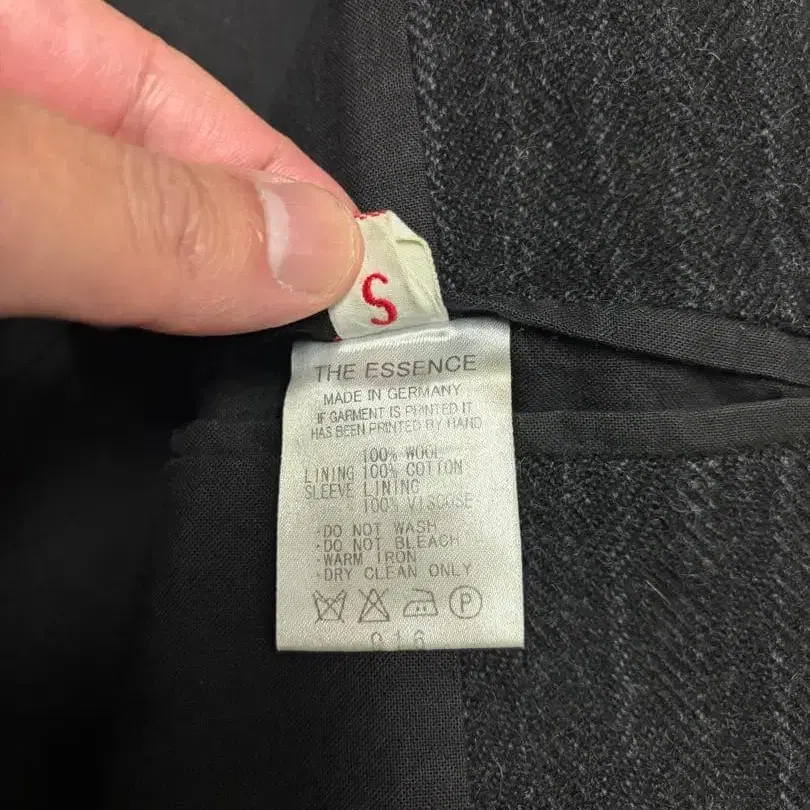 S
THE ESSENCE
MADE IN GERMANY
IF GARMENT IS PRINTED IT
HAS BEEN PRINTED BY HAND
100% WOOL
LINING 100% COTTON
SLEEVE LINING
100% VISCOSE
·DO NOT WASH
·DO NOT BLEACH
·WARM IRON
·DRY CLEAN ONLY
P